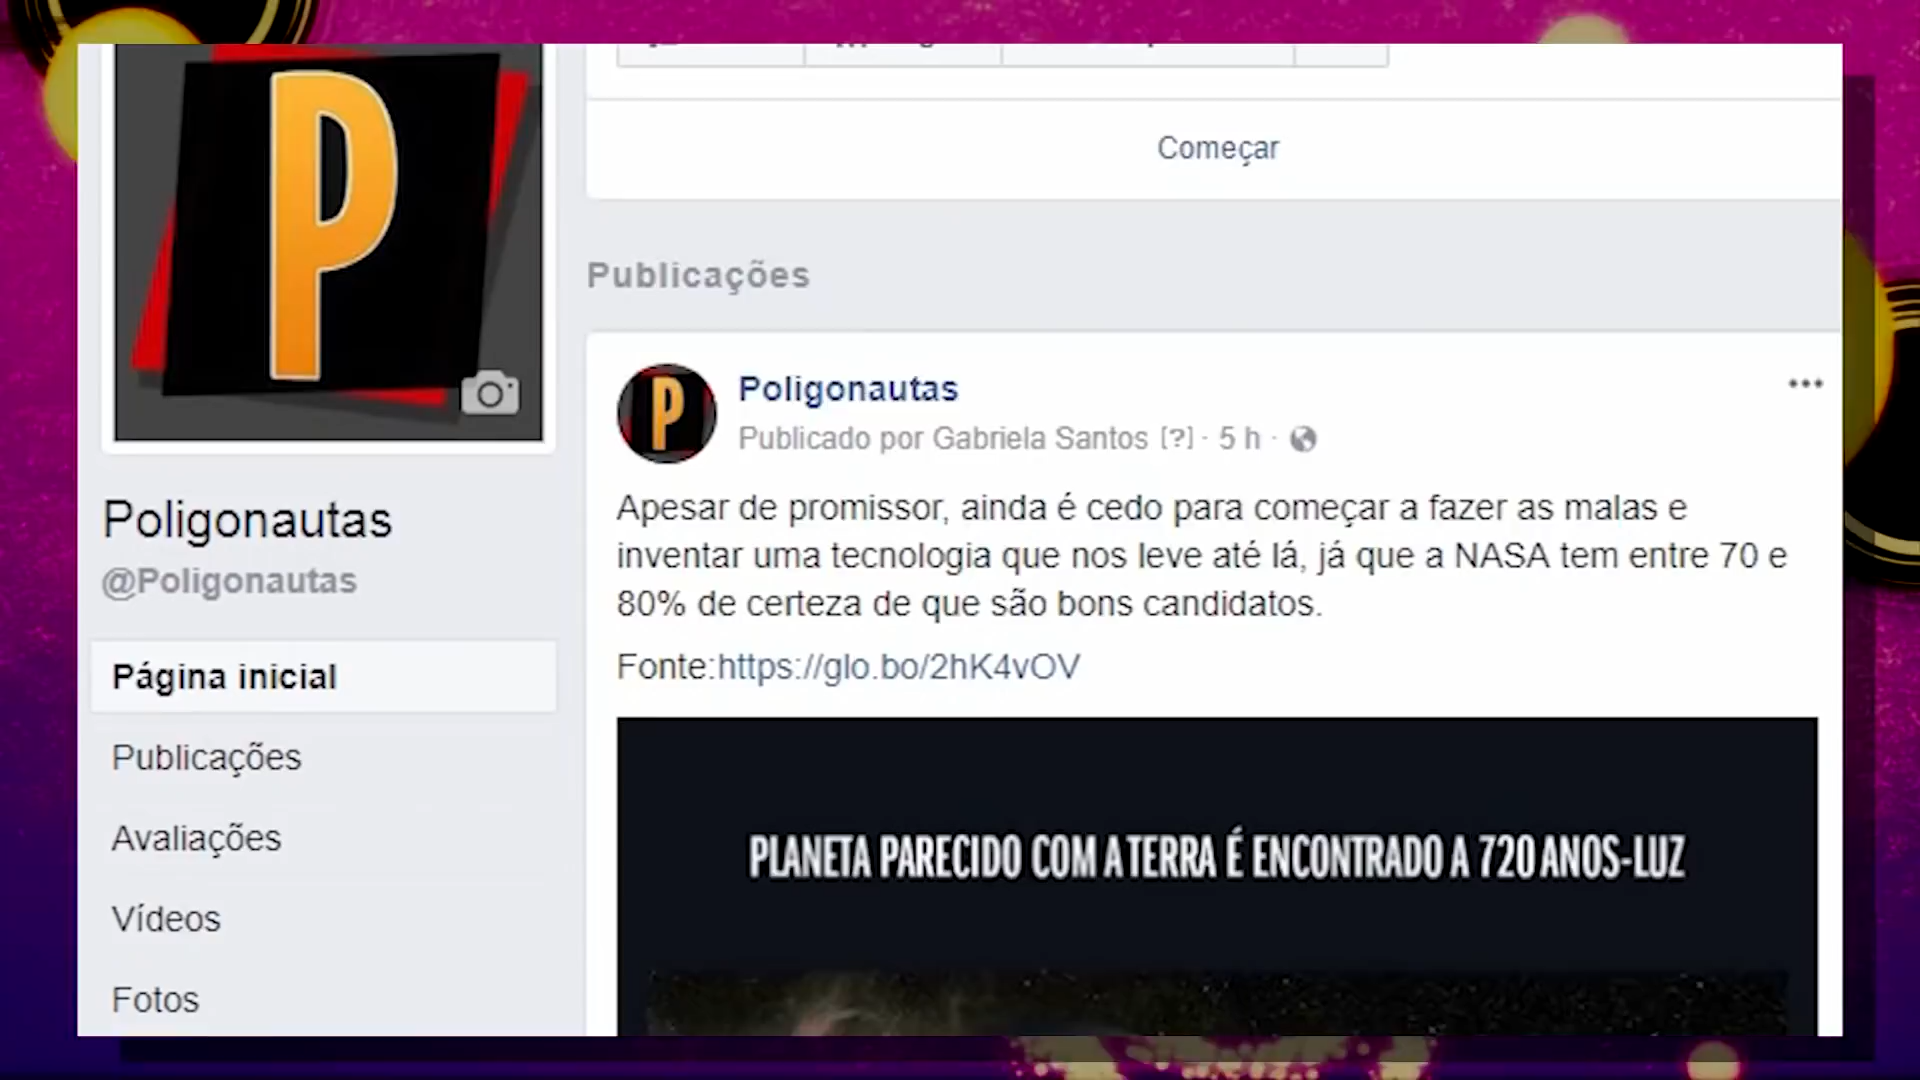 P
Começar
Publicações
P
Poligonautas
Publicado por Gabriela Santos [?] · 5 h ·
Apesar de promissor, ainda é cedo para começar a fazer as malas e
inventar uma tecnologia que nos leve até lá, já que a NASA tem entre 70 e
80% de certeza de que são bons candidatos.
Fonte:https://glo.bo/2hK4vOV
PLANETA PARECIDO COM A TERRA É ENCONTRADO A 720 ANOS-LUZ
Poligonautas
@Poligonautas
Página inicial
Publicações
Avaliações
Vídeos
Fotos